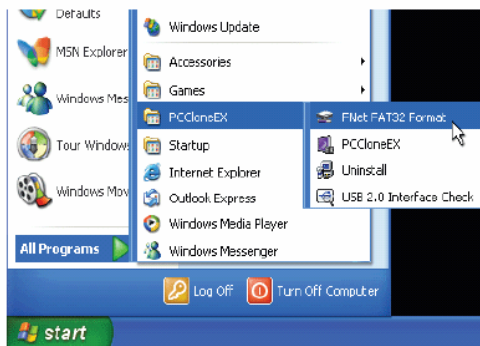 Defaults
MSN Explorer
Windows Mes
Tour Window
Windows Mov
All Programs
Windows Update
Accessories
Games
PCCloneEX
Startup
Internet Explorer
Outlook Express
Windows Media Player
Windows Messenger
FNet FAT32 Format
PCCloneEX
Uninstall
USB 2.0 Interface Check
Log Off
Turn Off Computer
start